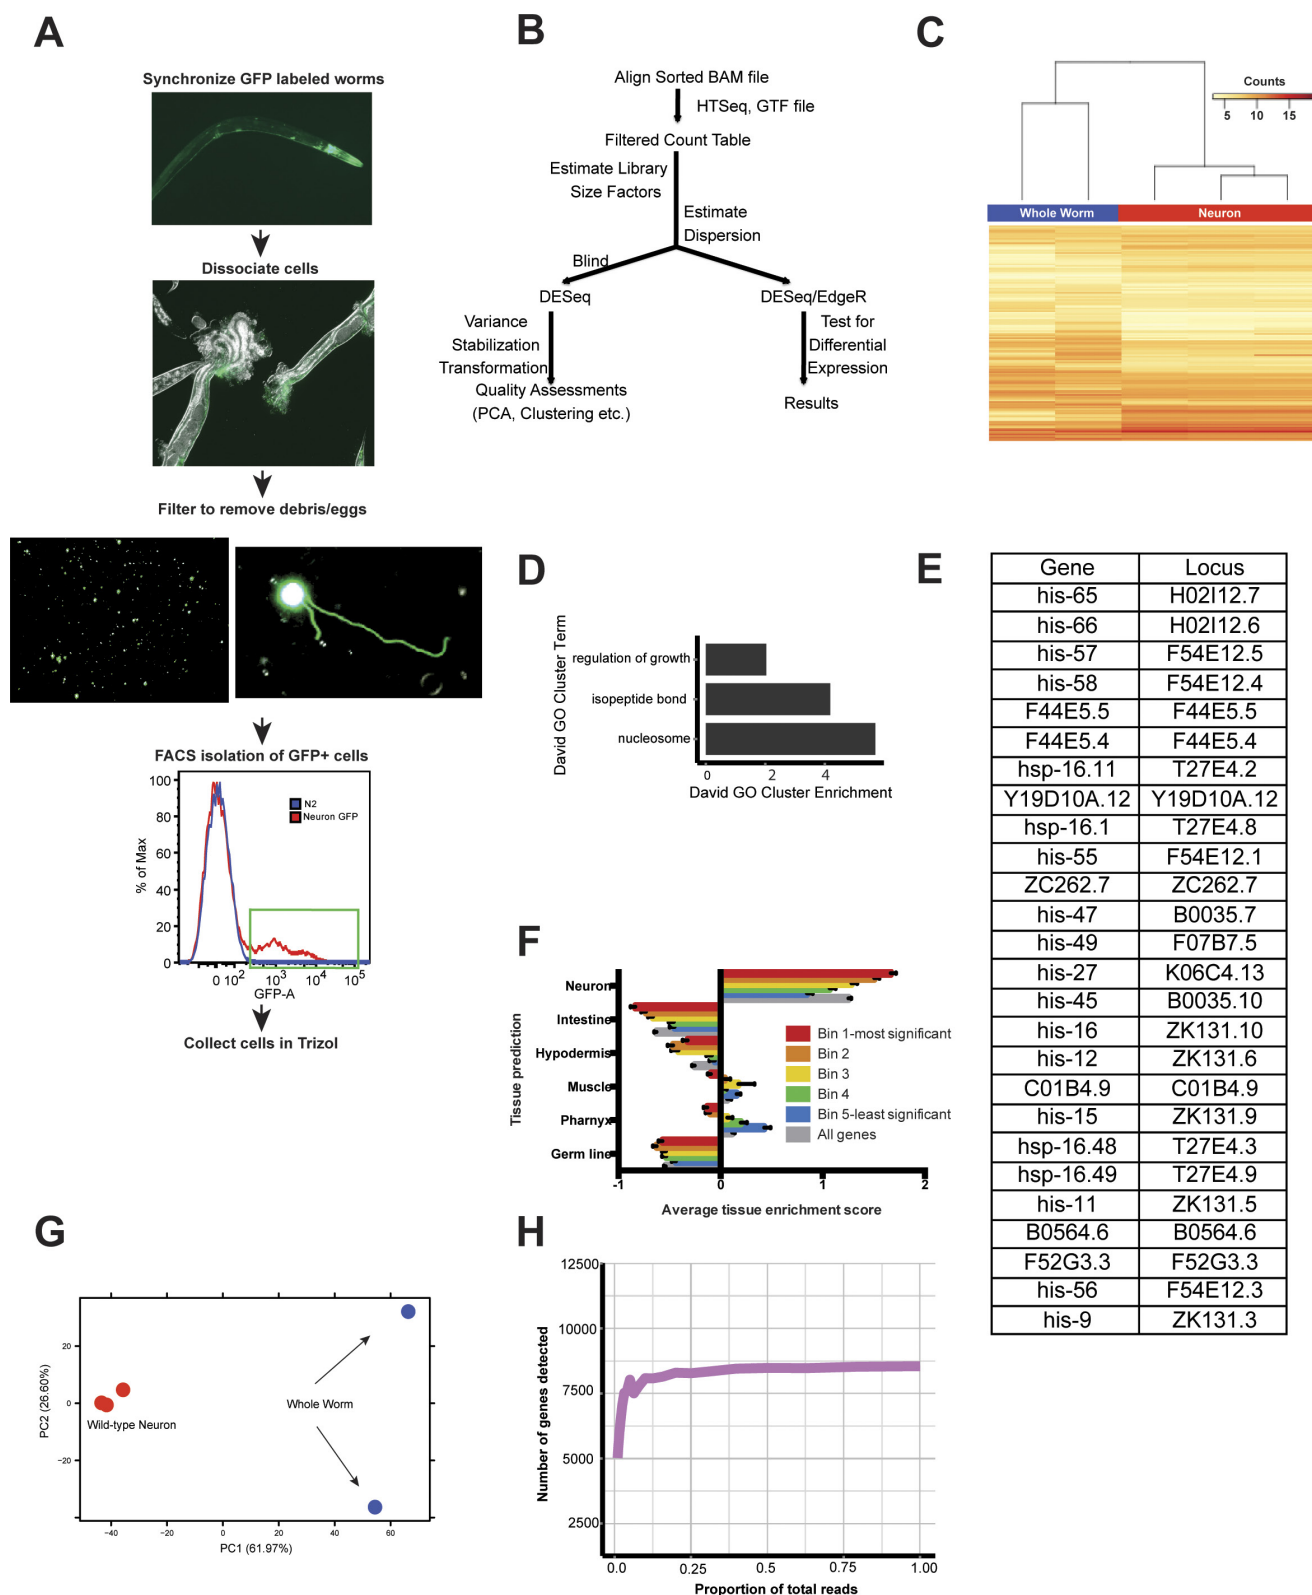 A
Synchronize GFP labeled worms
Dissociate cells
Filter to remove debris/eggs
FACS isolation of GFP+ cells
% of Max
100
80
60
40
20
0
N2
Neuron GFP
0 10² 10³ 10⁴ 10⁵
GFP-A
Collect cells in Trizol
B
Align Sorted BAM file
HTSeq, GTF file
Filtered Count Table
Estimate Library
Size Factors
Estimate
Dispersion
Blind
DESeq
DESeq/EdgeR
Variance
Stabilization
Transformation
Test for
Differential
Expression
Quality Assessments
(PCA, Clustering etc.)
Results
C
Counts
5 10 15
Whole Worm
Neuron
D
David GO Cluster Term
regulation of growth
isopeptide bond
nucleosome
0 2 4
David GO Cluster Enrichment
E
Gene Locus
his-65 H02I12.7
his-66 H02I12.6
his-57 F54E12.5
his-58 F54E12.4
F44E5.5 F44E5.5
F44E5.4 F44E5.4
hsp-16.11 T27E4.2
Y19D10A.12 Y19D10A.12
hsp-16.1 T27E4.8
his-55 F54E12.1
ZC262.7 ZC262.7
his-47 B0035.7
his-49 F07B7.5
his-27 K06C4.13
his-45 B0035.10
his-16 ZK131.10
his-12 ZK131.6
C01B4.9 C01B4.9
his-15 ZK131.9
hsp-16.48 T27E4.3
hsp-16.49 T27E4.9
his-11 ZK131.5
B0564.6 B0564.6
F52G3.3 F52G3.3
his-56 F54E12.3
his-9 ZK131.3
F
Tissue prediction
Neuron
Intestine
Hypodermis
Muscle
Pharnyx
Germ line
Bin 1-most significant
Bin 2
Bin 3
Bin 4
Bin 5-least significant
All genes
-1 0 1 2
Average tissue enrichment score
G
PC2 (26.60%)
20
0
−20
Wild-type Neuron
Whole Worm
−40 −20 0 20 40 60
PC1 (61.97%)
H
Number of genes detected
12500
10000
7500
5000
2500
0.0 0.25 0.5 0.75 1.00
Proportion of total reads